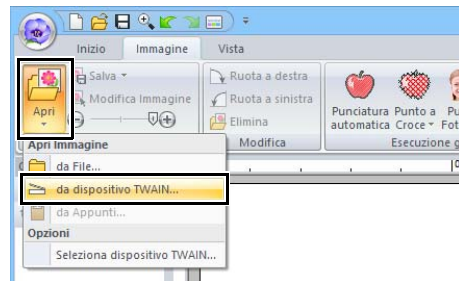 Inizio Immagine Vista
Apri
Salva
Modifica Immagine
Ruota a destra
Ruota a sinistra
Elimina
Modifica
Punciatura automatica
Punto a Croce
Esecuzione
Apri Immagine
da File...
da dispositivo TWAIN...
da Appunti...
Opzioni
Seleziona dispositivo TWAIN...